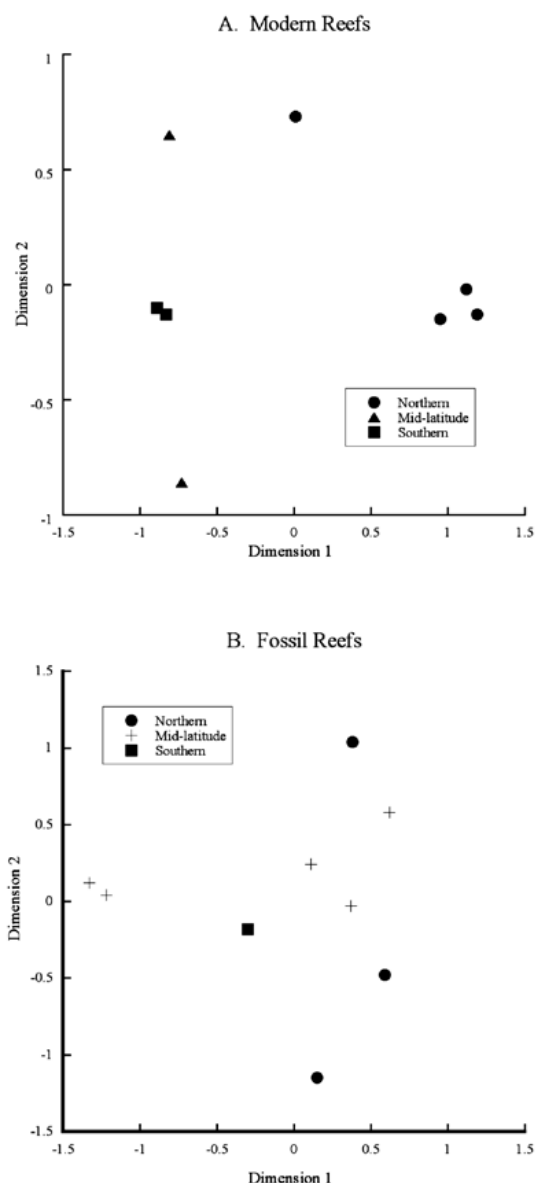 A. Modern Reefs
1
0.5
0
-0.5
-1
Dimension 2
Northern
Mid-latitude
Southern
-1.5 -1 -0.5 0 0.5 1 1.5
Dimension 1
B. Fossil Reefs
1.5
1
0.5
0
-0.5
-1
-1.5
Dimension 2
Northern
Mid-latitude
Southern
-1.5 -1 -0.5 0 0.5 1 1.5
Dimension 1